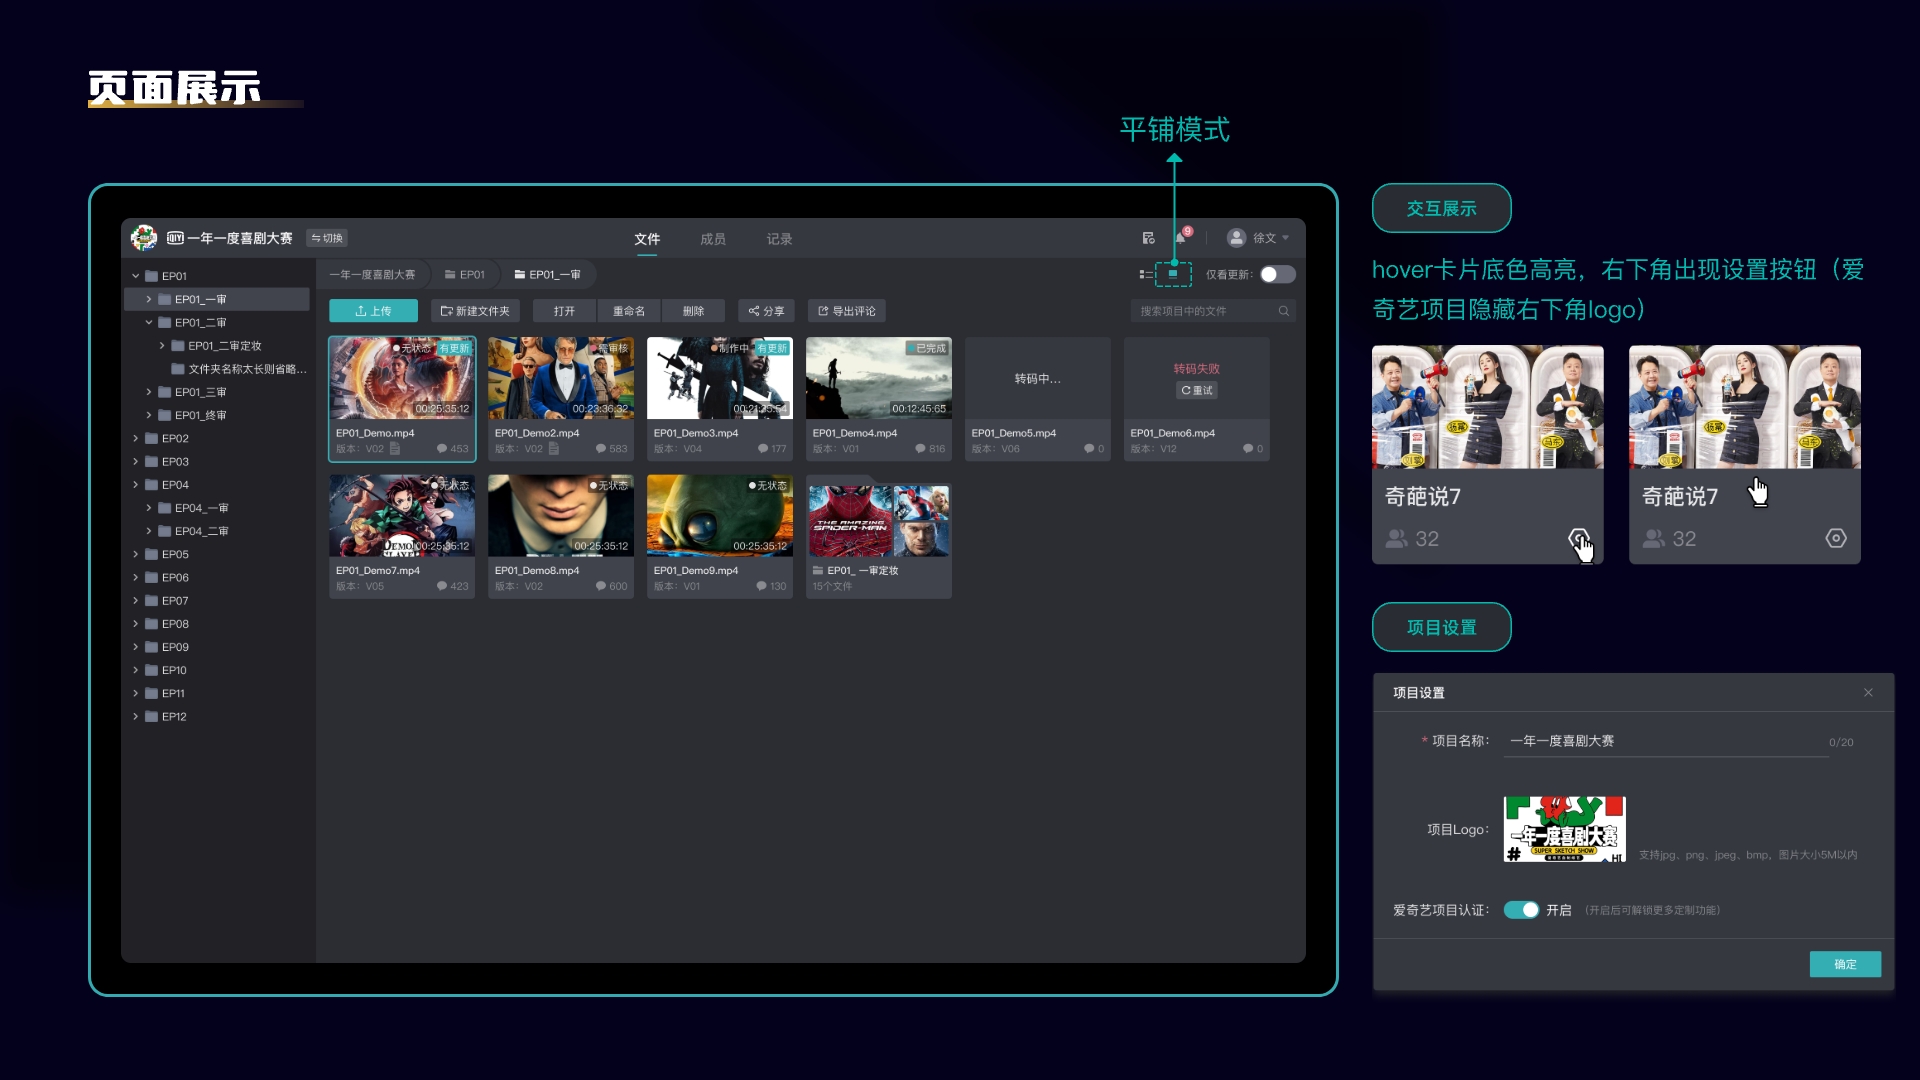 页面展示
平铺模式
iQIYI 一年一度喜剧大赛 切换
文件 成员 记录
9
徐文
EP01
EP01_一审
EP01_二审
EP01_二审定妆
文件夹名称太长则省略...
EP01_三审
EP01_终审
EP02
EP03
EP04
EP04_一审
EP04_二审
EP05
EP06
EP07
EP08
EP09
EP10
EP11
EP12
一年一度喜剧大赛 EP01 EP01_一审
仅看更新:
上传 新建文件夹 打开 重命名 删除 分享 导出评论
搜索项目中的文件
无状态 有更新
00:25:35:12
EP01_Demo.mp4
版本: V02 453
需审核
00:23:36:32
EP01_Demo2.mp4
版本: V02 583
制作中 有更新
00:21:35:54
EP01_Demo3.mp4
版本: V04 177
已完成
00:12:45:65
EP01_Demo4.mp4
版本: V01 816
转码中...
EP01_Demo5.mp4
版本: V06 0
转码失败
重试
EP01_Demo6.mp4
版本: V12 0
无状态
00:25:35:12
EP01_Demo7.mp4
版本: V05 423
无状态
00:25:35:12
EP01_Demo8.mp4
版本: V02 600
无状态
00:25:35:12
EP01_Demo9.mp4
版本: V01 130
THE AMAZING
SPIDER-MAN
EP01_ 一审定妆
15个文件
交互展示
hover卡片底色高亮，右下角出现设置按钮（爱
奇艺项目隐藏右下角logo）
奇葩说7
32
奇葩说7
32
项目设置
项目设置
* 项目名称: 一年一度喜剧大赛 0/20
项目Logo:
一年一度喜剧大赛
SUPER SKETCH SHOW
# HI
支持jpg、png、jpeg、bmp，图片大小5M以内
爱奇艺项目认证: 开启 （开启后可解锁更多定制功能）
确定